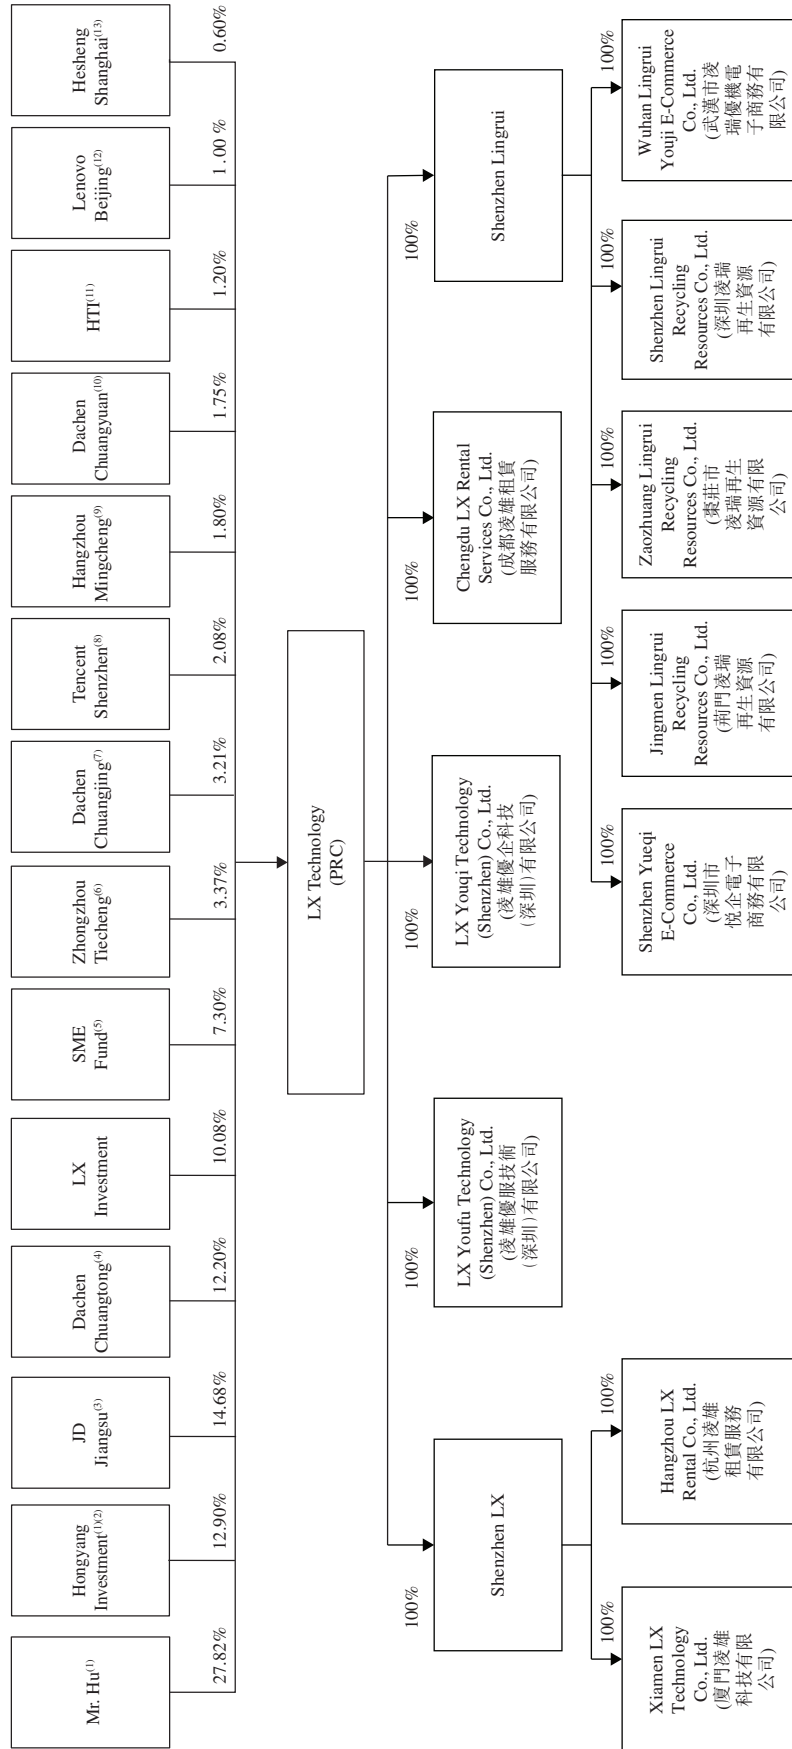 Mr. Hu(1)
Hongyang
Investment(1)(2)
JD
Jiangsu(3)
Dachen
Chuangtong(4)
LX
Investment
SME
Fund(5)
Zhongzhou
Tiecheng(6)
Dachen
Chuangjing(7)
Tencent
Shenzhen(8)
Hangzhou
Mingcheng(9)
Dachen
Chuangyuan(10)
HTI(11)
Lenovo
Beijing(12)
Hesheng
Shanghai(13)
27.82%
12.90%
14.68%
12.20%
10.08%
7.30%
3.37%
3.21%
2.08%
1.80%
1.75%
1.20%
1.00 %
0.60%
LX Technology
(PRC)
100%
100%
100%
100%
100%
Shenzhen LX
LX Youfu Technology
(Shenzhen) Co., Ltd.
(凌雄優服技術
(深圳)有限公司)
LX Youqi Technology
(Shenzhen) Co., Ltd.
(凌雄優企科技
(深圳)有限公司)
Chengdu LX Rental
Services Co., Ltd.
(成都凌雄租賃
服務有限公司)
Shenzhen Lingrui
100%
100%
100%
100%
100%
100%
100%
Xiamen LX
Technology
Co., Ltd.
(廈門凌雄
科技有限
公司)
Hangzhou LX
Rental Co., Ltd.
(杭州凌雄
租賃服務
有限公司)
Shenzhen Yueqi
E-Commerce
Co., Ltd.
(深圳市
悅企電子
商務有限
公司)
Jingmen Lingrui
Recycling
Resources Co., Ltd.
(荊門凌瑞
再生資源
有限公司)
Zaozhuang Lingrui
Recycling
Resources Co., Ltd.
(棗莊市
凌瑞再生
資源有限
公司)
Shenzhen Lingrui
Recycling
Resources Co., Ltd.
(深圳凌瑞
再生資源
有限公司)
Wuhan Lingrui
Youji E-Commerce
Co., Ltd.
(武漢市凌
瑞優機電
子商務有
限公司)